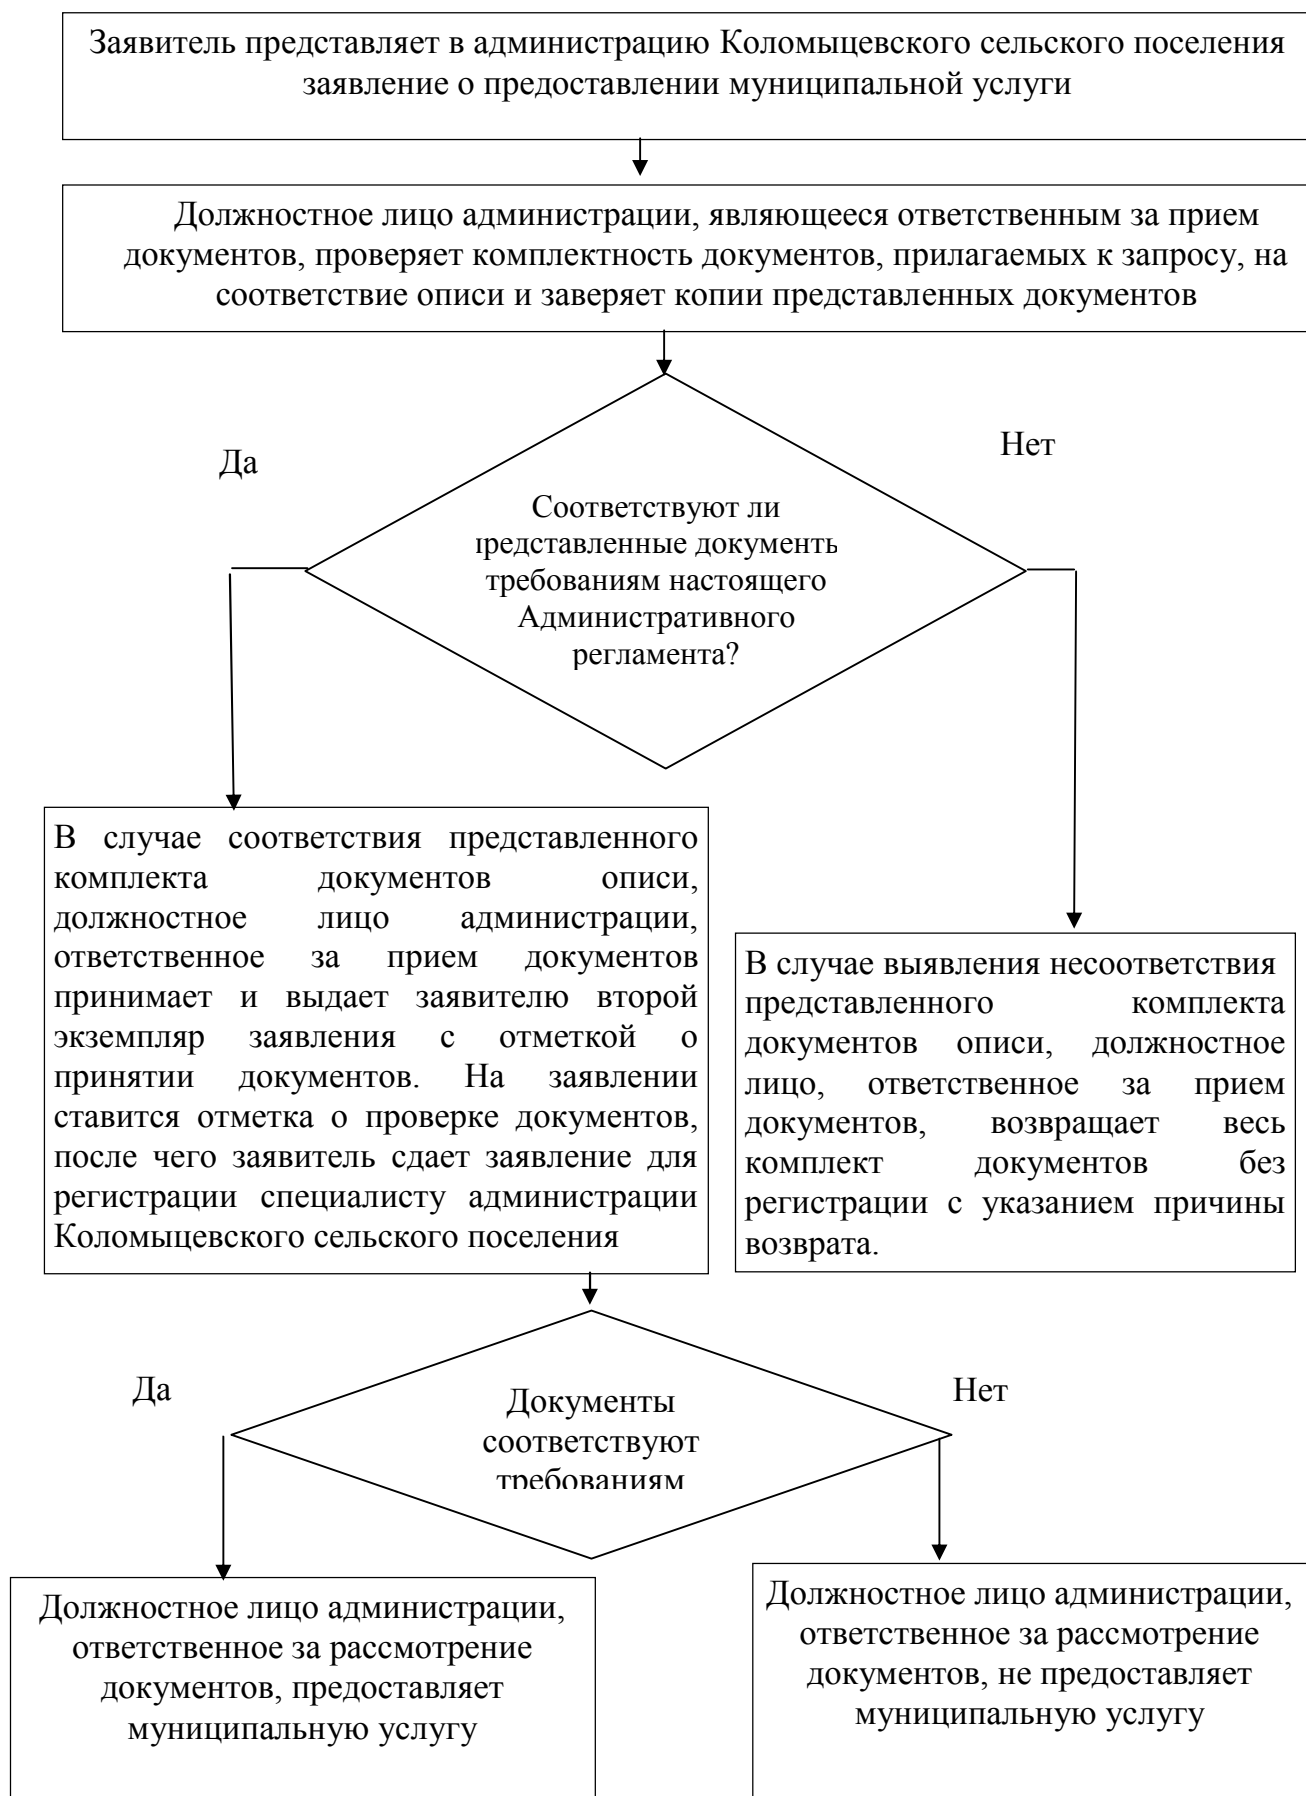 Заявитель представляет в администрацию Коломыцевского сельского поселения
заявление о предоставлении муниципальной услуги
Должностное лицо администрации, являющееся ответственным за прием
документов, проверяет комплектность документов, прилагаемых к запросу, на
соответствие описи и заверяет копии представленных документов
Да
Нет
Соответствуют ли
представленные документы
требованиям настоящего
Административного
регламента?
В случае соответствия представленного
комплекта документов описи,
должностное лицо администрации,
ответственное за прием документов
принимает и выдает заявителю второй
экземпляр заявления с отметкой о
принятии документов. На заявлении
ставится отметка о проверке документов,
после чего заявитель сдает заявление для
регистрации специалисту администрации
Коломыцевского сельского поселения
В случае выявления несоответствия
представленного комплекта
документов описи, должностное
лицо, ответственное за прием
документов, возвращает весь
комплект документов без
регистрации с указанием причины
возврата.
Да
Нет
Документы
соответствуют
требованиям
Должностное лицо администрации,
ответственное за рассмотрение
документов, предоставляет
муниципальную услугу
Должностное лицо администрации,
ответственное за рассмотрение
документов, не предоставляет
муниципальную услугу